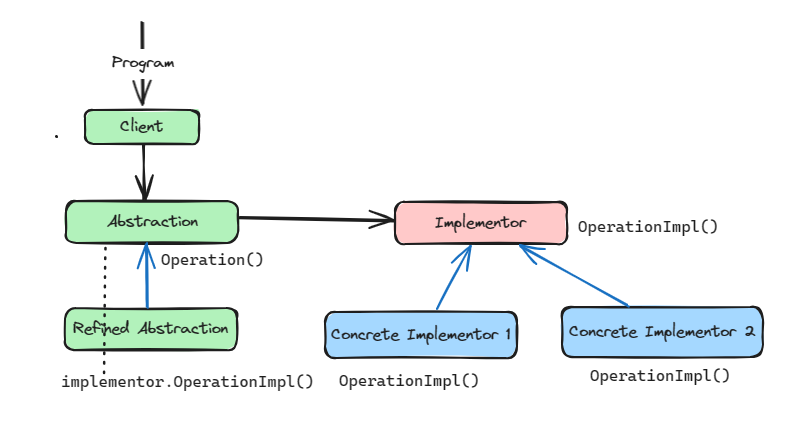 Program
Client
Abstraction
Implementor
OperationImpl()
Operation()
Refined Abstraction
Concrete Implementor 1
Concrete Implementor 2
implementor.OperationImpl()
OperationImpl()
OperationImpl()